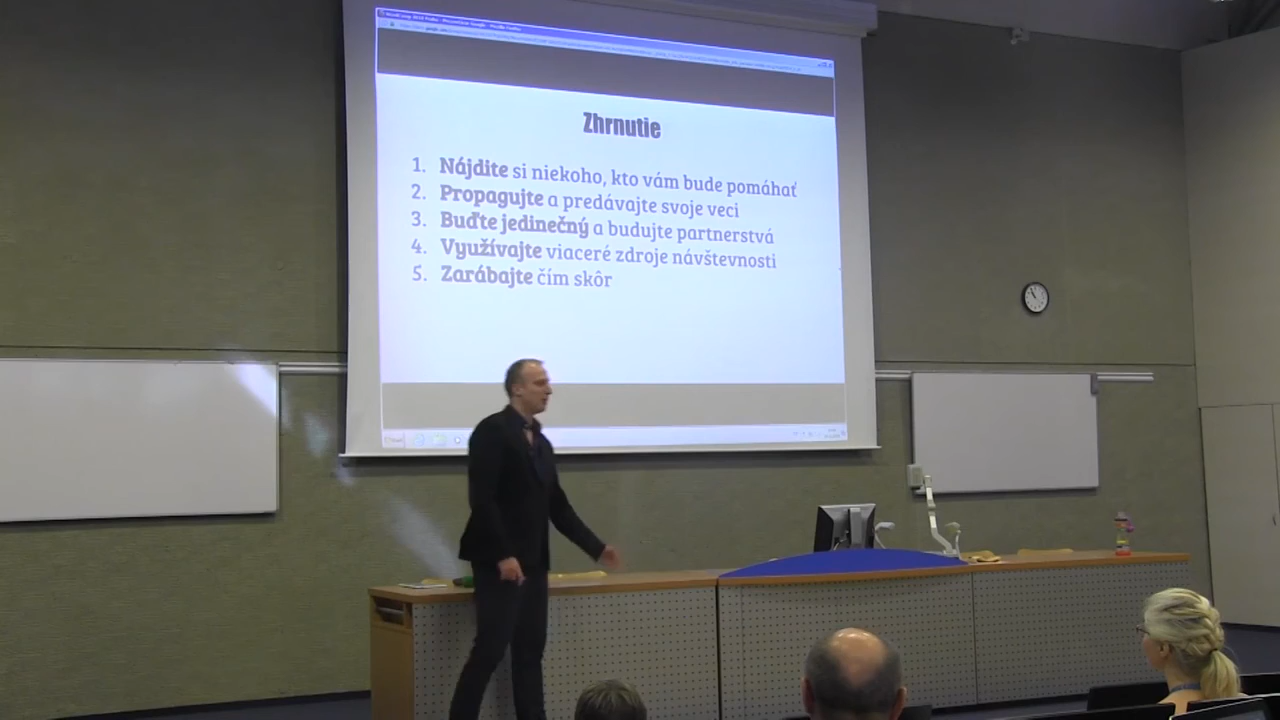 Zhrnutie
1. Nájdite si niekoho, kto vám bude pomáhať
2. Propagujte a predávajte svoje veci
3. Buďte jedinečný a budujte partnerstvá
4. Využívajte viaceré zdroje návštevnosti
5. Zarábajte čím skôr